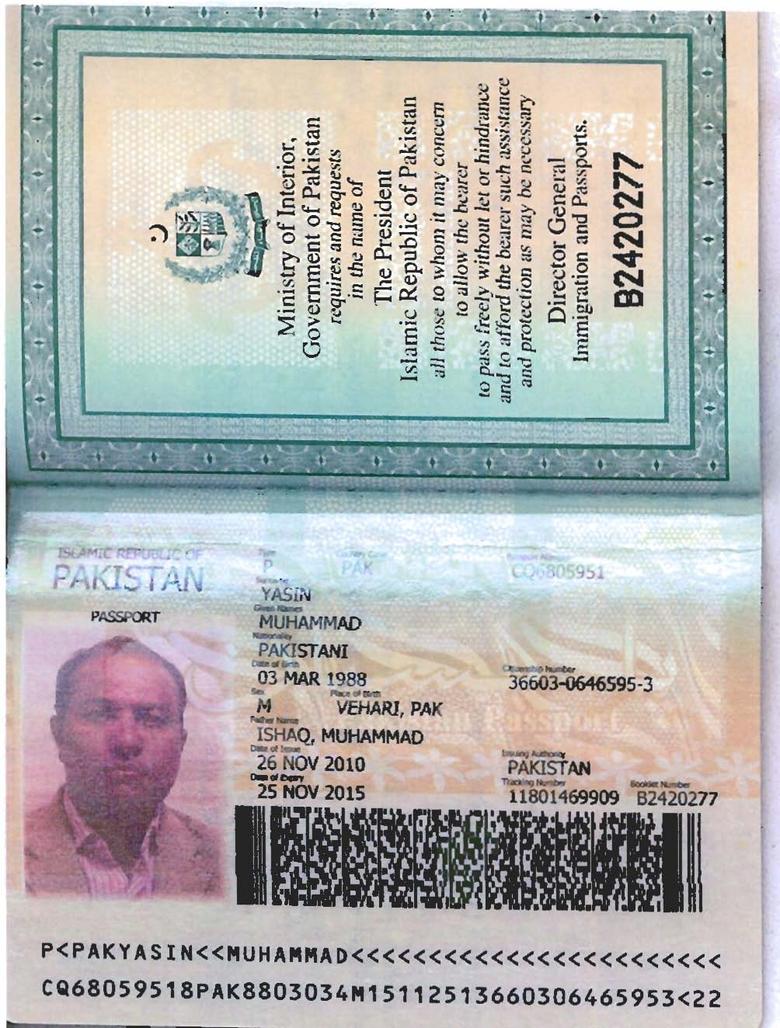 Ministry of Interior,
Government of Pakistan
requires and requests
in the name of
The President
Islamic Republic of Pakistan
all those to whom it may concern
to allow the bearer
to pass freely without let or hindrance
and to afford the bearer such assistance
and protection as may be necessary
Director General
Immigration and Passports.
B2420277
ISLAMIC REPUBLIC OF
PAKISTAN
PASSPORT
Type Country Code
P PAK CQ6805951
Surname
YASIN
Given Names
MUHAMMAD
Nationality
PAKISTANI
Date of Birth Citizenship Number
03 MAR 1988 36603-0646595-3
Sex Place of Birth
M VEHARI, PAK
Father Name
ISHAQ, MUHAMMAD
Date of Issue Issuing Authority
26 NOV 2010 PAKISTAN
Date of Expiry Tracking Number Booklet Number
25 NOV 2015 11801469909 B2420277
P<PAKYASIN<<MUHAMMAD<<<<<<<<<<<<<<<<<<<<<<<<
CQ68059518PAK8803034M15112513660306465953<22